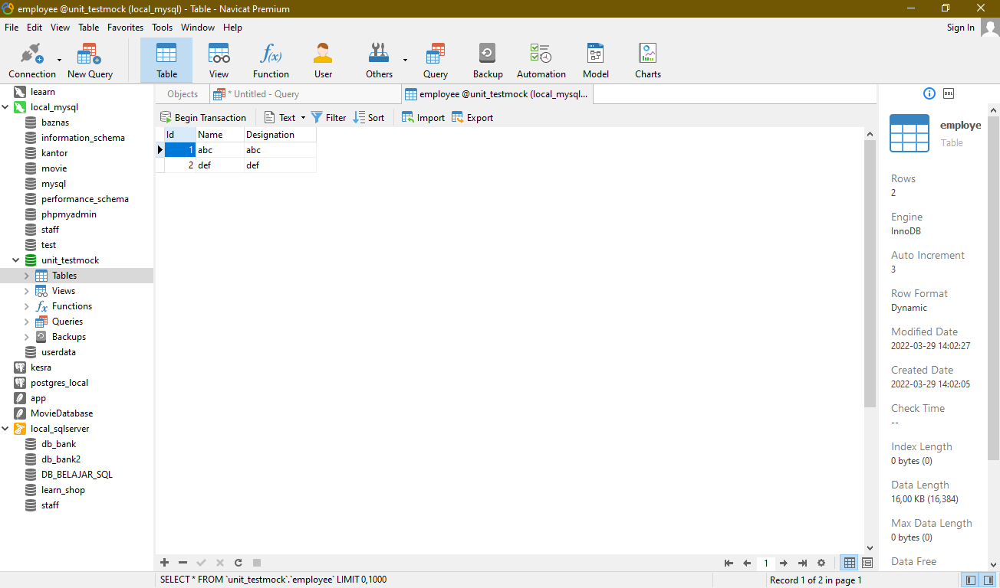 employee @unit_testmock (local_mysql) - Table - Navicat Premium
File Edit View Table Favorites Tools Window Help
Sign In
Connection New Query Table View Function User Others Query Backup Automation Model Charts
leaarn
local_mysql
baznas
information_schema
kantor
movie
mysql
performance_schema
phpmyadmin
staff
test
unit_testmock
Tables
Views
Functions
Queries
Backups
userdata
kesra
postgres_local
app
MovieDatabase
local_sqlserver
db_bank
db_bank2
DB_BELAJAR_SQL
learn_shop
staff
Objects * Untitled - Query employee @unit_testmock (local_mysql...
Begin Transaction Text Filter Sort Import Export
Id Name Designation
1 abc abc
2 def def
1
SELECT * FROM `unit_testmock`.`employee` LIMIT 0,1000
Record 1 of 2 in page 1
DDL
employe
Table
Rows
2
Engine
InnoDB
Auto Increment
3
Row Format
Dynamic
Modified Date
2022-03-29 14:02:27
Created Date
2022-03-29 14:02:05
Check Time
--
Index Length
0 bytes (0)
Data Length
16,00 KB (16,384)
Max Data Length
0 bytes (0)
Data Free